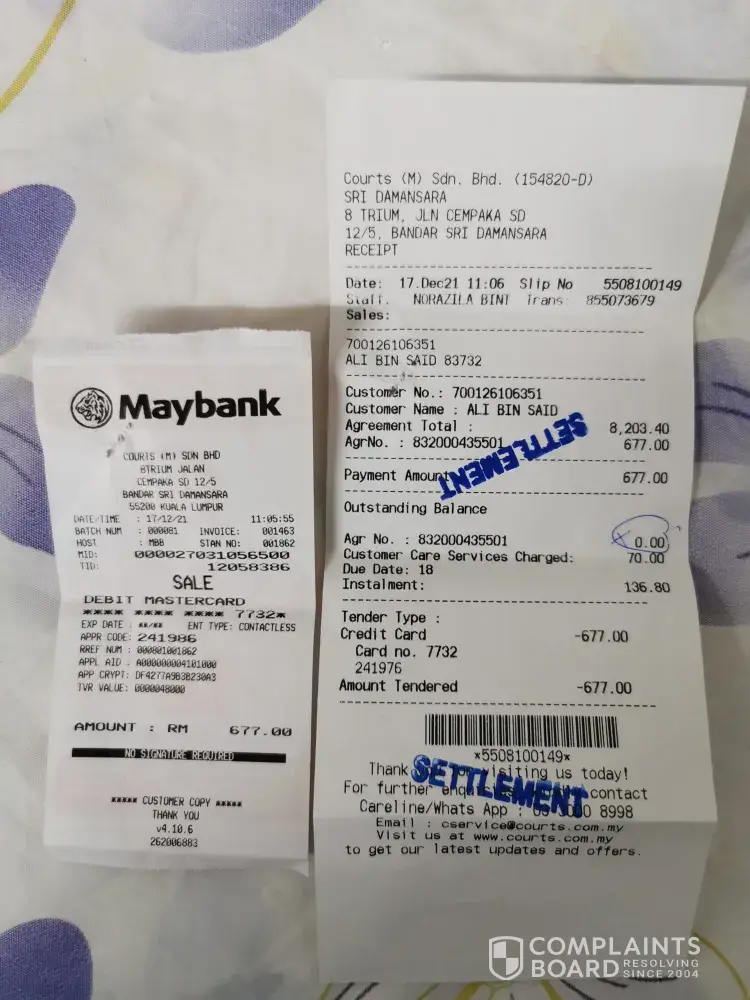 Maybank
COURTS (M) SDN BHD
8TRIUM JALAN
CEMPAKA SD 12/5
BANDAR SRI DAMANSARA
55200 KUALA LUMPUR
DATE/TIME : 17/12/21 11:05:55
BATCH NUM : 000081 INVOICE: 001463
HOST : MBB STAN NO: 001862
MID: 000027031056500
TID: 12058386
SALE
DEBIT MASTERCARD
**** **** **** 7732*
EXP DATE : **/** ENT TYPE: CONTACTLESS
APPR CODE: 241986
RREF NUM : 000801001862
APPL AID : A0000000041010000
APP CRYPT: DF4277A9B3B230A3
TVR VALUE: 0000048000
AMOUNT : RM 677.00
NO SIGNATURE REQUIRED
***** CUSTOMER COPY *****
THANK YOU
v4.10.6
262006883
Courts (M) Sdn. Bhd. (154820-D)
SRI DAMANSARA
8 TRIUM, JLN CEMPAKA SD
12/5, BANDAR SRI DAMANSARA
RECEIPT
Date: 17.Dec21 11:06 Slip No 5508100149
Staff. NORAZILA BINT Trans: 855073679
Sales:
700126106351
ALI BIN SAID 83732
Customer No.: 700126106351
Customer Name : ALI BIN SAID
Agreement Total : 8,203.40
AgrNo. : 832000435501 677.00
SETTLEMENT
Payment Amount 677.00
Outstanding Balance
Agr No. : 832000435501 0.00
Customer Care Services Charged: 70.00
Due Date: 18
Instalment: 136.80
Tender Type :
Credit Card -677.00
Card no. 7732
241976
Amount Tendered -677.00
*5508100149*
Thank for visiting us today!
SETTLEMENT
For further enquiries contact
Careline/Whats App : 8998
Email : cservice@courts.com.my
Visit us at www.courts.com.my
to get our latest updates and offers.
COMPLAINTS
BOARD RESOLVING
SINCE 2004